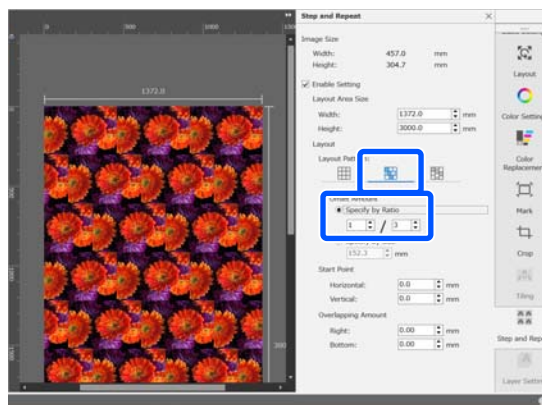 Step and Repeat
0
500
1000
1372.0
Image Size
Width: 457.0 mm
Height: 304.7 mm
Enable Setting
Layout Area Size
Width: 1372.0 mm
Height: 3000.0 mm
Layout
Specify by Ratio
1 / 3
152.3 mm
Start Point
Horizontal: 0.0 mm
Vertical: 0.0 mm
Overlapping Amount
Right: 0.00 mm
Bottom: 0.00 mm
Layout
Color Setting
Color
Replacement
Mark
Crop
Tiling
Step and Rep
Layer Settin